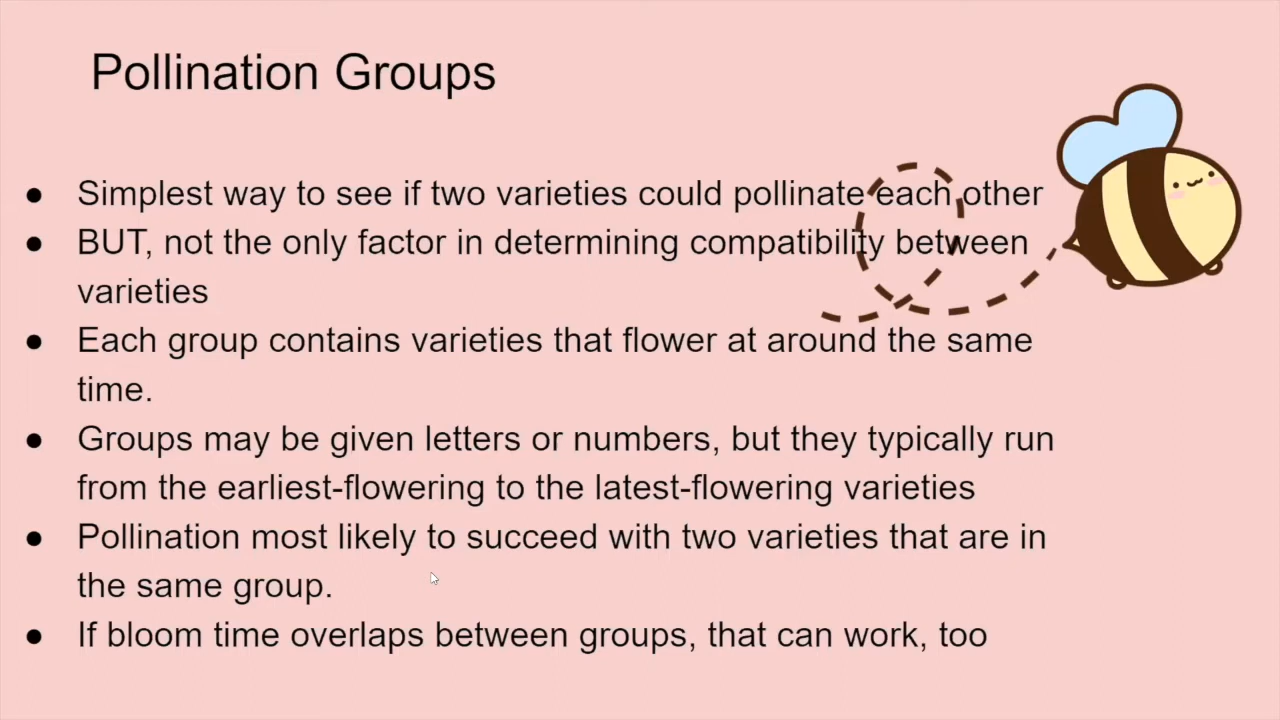 Pollination Groups
● Simplest way to see if two varieties could pollinate each other
● BUT, not the only factor in determining compatibility between
varieties
● Each group contains varieties that flower at around the same
time.
● Groups may be given letters or numbers, but they typically run
from the earliest-flowering to the latest-flowering varieties
● Pollination most likely to succeed with two varieties that are in
the same group.
● If bloom time overlaps between groups, that can work, too